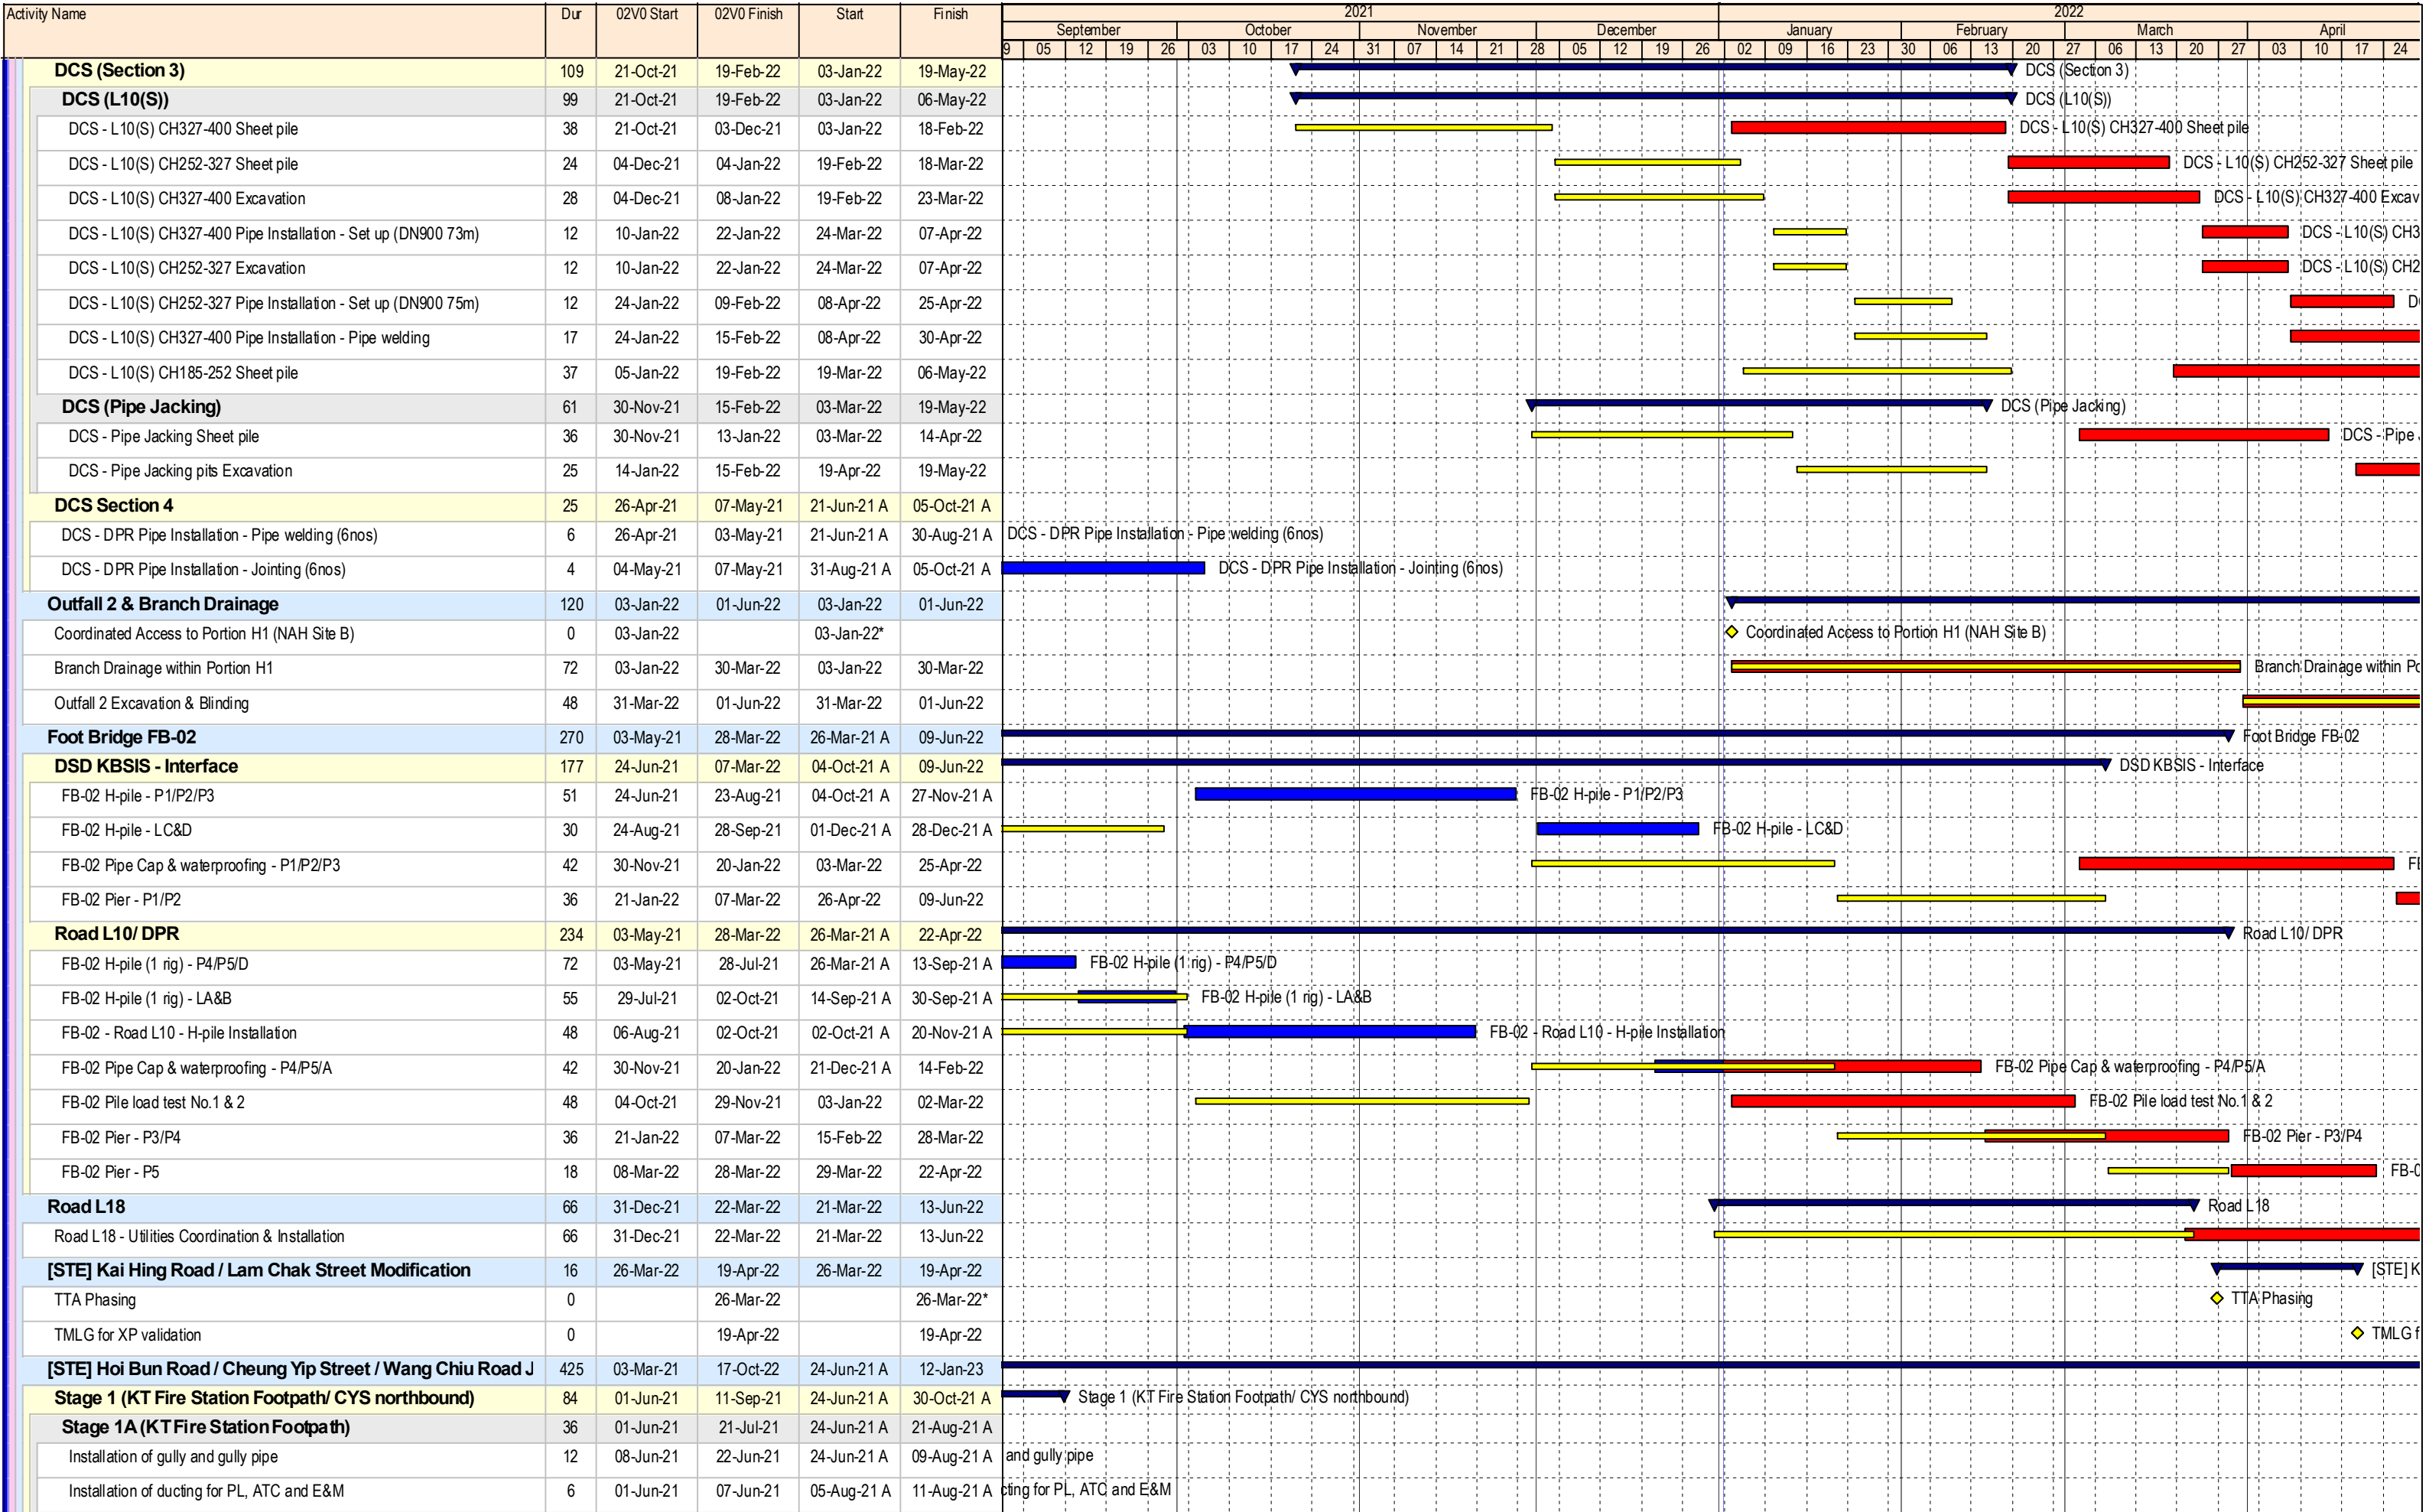 Activity Name Dur 02V0 Start 02V0 Finish Start Finish 2021 2022
September October November December January February March April
9 05 12 19 26 03 10 17 24 31 07 14 21 28 05 12 19 26 02 09 16 23 30 06 13 20 27 06 13 20 27 03 10 17 24
DCS (Section 3) 109 21-Oct-21 19-Feb-22 03-Jan-22 19-May-22 DCS (Section 3)
DCS (L10(S)) 99 21-Oct-21 19-Feb-22 03-Jan-22 06-May-22 DCS (L10(S))
DCS - L10(S) CH327-400 Sheet pile 38 21-Oct-21 03-Dec-21 03-Jan-22 18-Feb-22 DCS - L10(S) CH327-400 Sheet pile
DCS - L10(S) CH252-327 Sheet pile 24 04-Dec-21 04-Jan-22 19-Feb-22 18-Mar-22 DCS - L10(S) CH252-327 Sheet pile
DCS - L10(S) CH327-400 Excavation 28 04-Dec-21 08-Jan-22 19-Feb-22 23-Mar-22 DCS - L10(S) CH327-400 Excav
DCS - L10(S) CH327-400 Pipe Installation - Set up (DN900 73m) 12 10-Jan-22 22-Jan-22 24-Mar-22 07-Apr-22 DCS - L10(S) CH3
DCS - L10(S) CH252-327 Excavation 12 10-Jan-22 22-Jan-22 24-Mar-22 07-Apr-22 DCS - L10(S) CH2
DCS - L10(S) CH252-327 Pipe Installation - Set up (DN900 75m) 12 24-Jan-22 09-Feb-22 08-Apr-22 25-Apr-22 D
DCS - L10(S) CH327-400 Pipe Installation - Pipe welding 17 24-Jan-22 15-Feb-22 08-Apr-22 30-Apr-22
DCS - L10(S) CH185-252 Sheet pile 37 05-Jan-22 19-Feb-22 19-Mar-22 06-May-22
DCS (Pipe Jacking) 61 30-Nov-21 15-Feb-22 03-Mar-22 19-May-22 DCS (Pipe Jacking)
DCS - Pipe Jacking Sheet pile 36 30-Nov-21 13-Jan-22 03-Mar-22 14-Apr-22 DCS - Pipe
DCS - Pipe Jacking pits Excavation 25 14-Jan-22 15-Feb-22 19-Apr-22 19-May-22
DCS Section 4 25 26-Apr-21 07-May-21 21-Jun-21 A 05-Oct-21 A
DCS - DPR Pipe Installation - Pipe welding (6nos) 6 26-Apr-21 03-May-21 21-Jun-21 A 30-Aug-21 A DCS - DPR Pipe Installation - Pipe welding (6nos)
DCS - DPR Pipe Installation - Jointing (6nos) 4 04-May-21 07-May-21 31-Aug-21 A 05-Oct-21 A DCS - DPR Pipe Installation - Jointing (6nos)
Outfall 2 & Branch Drainage 120 03-Jan-22 01-Jun-22 03-Jan-22 01-Jun-22
Coordinated Access to Portion H1 (NAH Site B) 0 03-Jan-22 03-Jan-22* Coordinated Access to Portion H1 (NAH Site B)
Branch Drainage within Portion H1 72 03-Jan-22 30-Mar-22 03-Jan-22 30-Mar-22 Branch Drainage within Po
Outfall 2 Excavation & Blinding 48 31-Mar-22 01-Jun-22 31-Mar-22 01-Jun-22
Foot Bridge FB-02 270 03-May-21 28-Mar-22 26-Mar-21 A 09-Jun-22 Foot Bridge FB-02
DSD KBSIS - Interface 177 24-Jun-21 07-Mar-22 04-Oct-21 A 09-Jun-22 DSD KBSIS - Interface
FB-02 H-pile - P1/P2/P3 51 24-Jun-21 23-Aug-21 04-Oct-21 A 27-Nov-21 A FB-02 H-pile - P1/P2/P3
FB-02 H-pile - LC&D 30 24-Aug-21 28-Sep-21 01-Dec-21 A 28-Dec-21 A FB-02 H-pile - LC&D
FB-02 Pipe Cap & waterproofing - P1/P2/P3 42 30-Nov-21 20-Jan-22 03-Mar-22 25-Apr-22 F
FB-02 Pier - P1/P2 36 21-Jan-22 07-Mar-22 26-Apr-22 09-Jun-22
Road L10/ DPR 234 03-May-21 28-Mar-22 26-Mar-21 A 22-Apr-22 Road L10/ DPR
FB-02 H-pile (1 rig) - P4/P5/D 72 03-May-21 28-Jul-21 26-Mar-21 A 13-Sep-21 A FB-02 H-pile (1 rig) - P4/P5/D
FB-02 H-pile (1 rig) - LA&B 55 29-Jul-21 02-Oct-21 14-Sep-21 A 30-Sep-21 A FB-02 H-pile (1 rig) - LA&B
FB-02 - Road L10 - H-pile Installation 48 06-Aug-21 02-Oct-21 02-Oct-21 A 20-Nov-21 A FB-02 - Road L10 - H-pile Installation
FB-02 Pipe Cap & waterproofing - P4/P5/A 42 30-Nov-21 20-Jan-22 21-Dec-21 A 14-Feb-22 FB-02 Pipe Cap & waterproofing - P4/P5/A
FB-02 Pile load test No.1 & 2 48 04-Oct-21 29-Nov-21 03-Jan-22 02-Mar-22 FB-02 Pile load test No.1 & 2
FB-02 Pier - P3/P4 36 21-Jan-22 07-Mar-22 15-Feb-22 28-Mar-22 FB-02 Pier - P3/P4
FB-02 Pier - P5 18 08-Mar-22 28-Mar-22 29-Mar-22 22-Apr-22 FB-0
Road L18 66 31-Dec-21 22-Mar-22 21-Mar-22 13-Jun-22 Road L18
Road L18 - Utilities Coordination & Installation 66 31-Dec-21 22-Mar-22 21-Mar-22 13-Jun-22
[STE] Kai Hing Road / Lam Chak Street Modification 16 26-Mar-22 19-Apr-22 26-Mar-22 19-Apr-22 [STE] K
TTA Phasing 0 26-Mar-22 26-Mar-22* TTA Phasing
TMLG for XP validation 0 19-Apr-22 19-Apr-22 TMLG f
[STE] Hoi Bun Road / Cheung Yip Street / Wang Chiu Road J 425 03-Mar-21 17-Oct-22 24-Jun-21 A 12-Jan-23
Stage 1 (KT Fire Station Footpath/ CYS northbound) 84 01-Jun-21 11-Sep-21 24-Jun-21 A 30-Oct-21 A Stage 1 (KT Fire Station Footpath/ CYS northbound)
Stage 1A (KT Fire Station Footpath) 36 01-Jun-21 21-Jul-21 24-Jun-21 A 21-Aug-21 A
Installation of gully and gully pipe 12 08-Jun-21 22-Jun-21 24-Jun-21 A 09-Aug-21 A and gully pipe
Installation of ducting for PL, ATC and E&M 6 01-Jun-21 07-Jun-21 05-Aug-21 A 11-Aug-21 A cting for PL, ATC and E&M